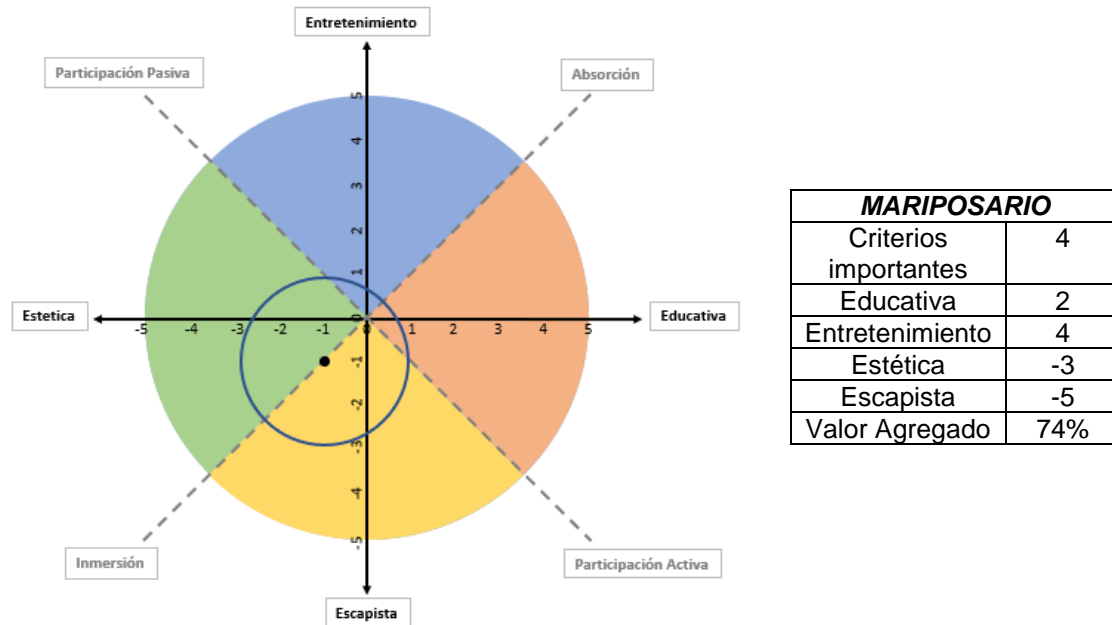 Entretenimiento
Participación Pasiva
Absorción
5
4
3
2
1
Estetica
-5 -4 -3 -2 -1 0 1 2 3 4 5
Educativa
-1
-2
-3
-4
-5
Inmersión
Participación Activa
Escapista
MARIPOSARIO
Criterios 4
importantes
Educativa 2
Entretenimiento 4
Estética -3
Escapista -5
Valor Agregado 74%